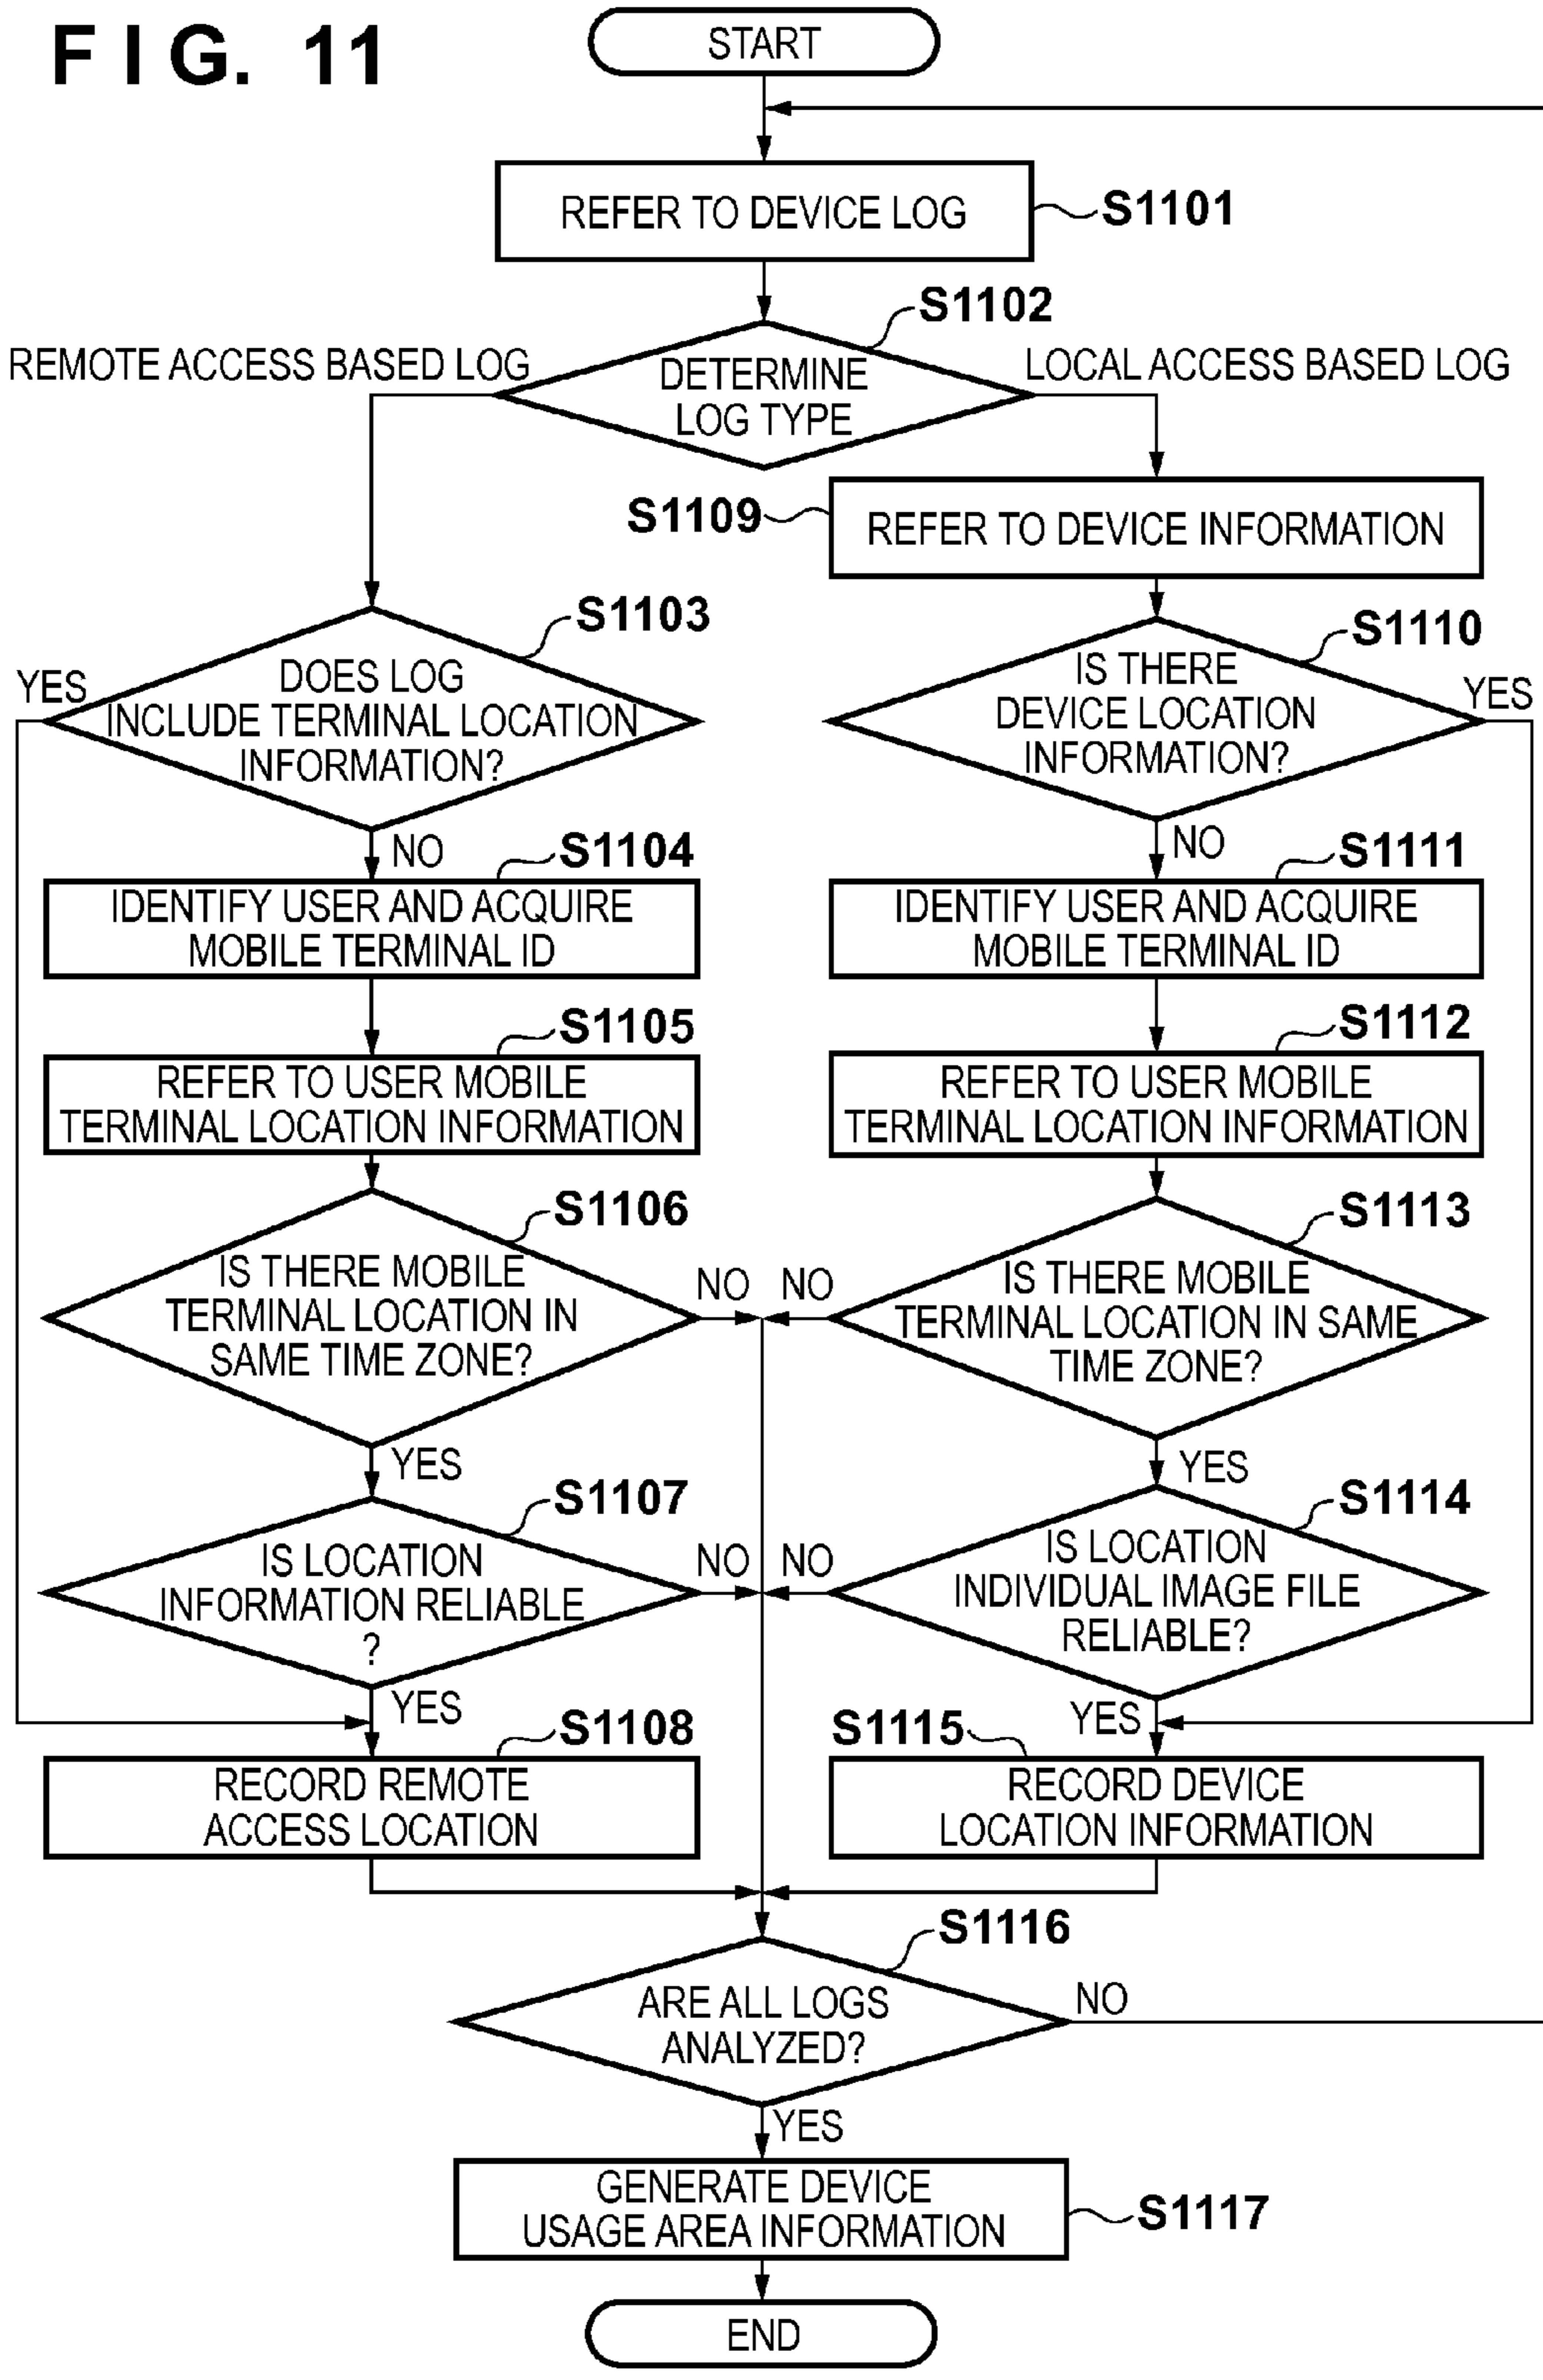 FIG. 11
START
REFER TO DEVICE LOG
S1101
S1102
REMOTE ACCESS BASED LOG
DETERMINE
LOG TYPE
LOCAL ACCESS BASED LOG
S1109
REFER TO DEVICE INFORMATION
S1103
YES
DOES LOG
INCLUDE TERMINAL LOCATION
INFORMATION?
NO
S1110
IS THERE
DEVICE LOCATION
INFORMATION?
YES
NO
S1104
IDENTIFY USER AND ACQUIRE
MOBILE TERMINAL ID
S1111
IDENTIFY USER AND ACQUIRE
MOBILE TERMINAL ID
S1105
REFER TO USER MOBILE
TERMINAL LOCATION INFORMATION
S1112
REFER TO USER MOBILE
TERMINAL LOCATION INFORMATION
S1106
IS THERE MOBILE
TERMINAL LOCATION IN
SAME TIME ZONE?
NO
YES
S1113
NO
IS THERE MOBILE
TERMINAL LOCATION IN SAME
TIME ZONE?
YES
S1107
IS LOCATION
INFORMATION RELIABLE
?
NO
YES
S1114
NO
IS LOCATION
INDIVIDUAL IMAGE FILE
RELIABLE?
YES
S1108
RECORD REMOTE
ACCESS LOCATION
S1115
RECORD DEVICE
LOCATION INFORMATION
S1116
ARE ALL LOGS
ANALYZED?
NO
YES
GENERATE DEVICE
USAGE AREA INFORMATION
S1117
END